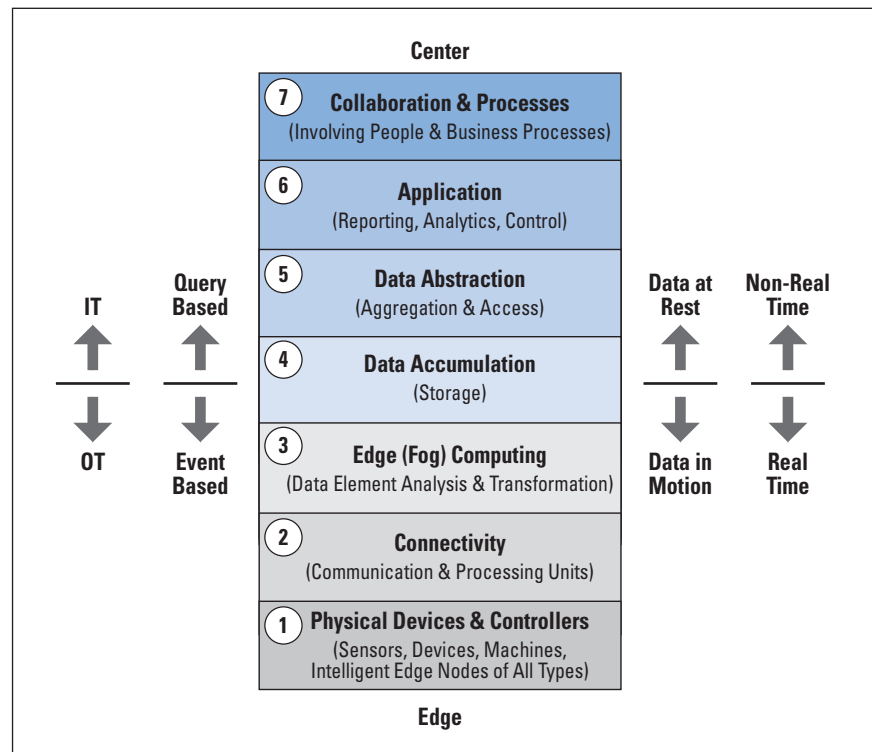 Center
7
Collaboration & Processes
(Involving People & Business Processes)
6
Application
(Reporting, Analytics, Control)
5
Data Abstraction
(Aggregation & Access)
4
Data Accumulation
(Storage)
3
Edge (Fog) Computing
(Data Element Analysis & Transformation)
2
Connectivity
(Communication & Processing Units)
1
Physical Devices & Controllers
(Sensors, Devices, Machines,
Intelligent Edge Nodes of All Types)
Edge
IT
OT
Query
Based
Event
Based
Data at
Rest
Data in
Motion
Non-Real
Time
Real
Time